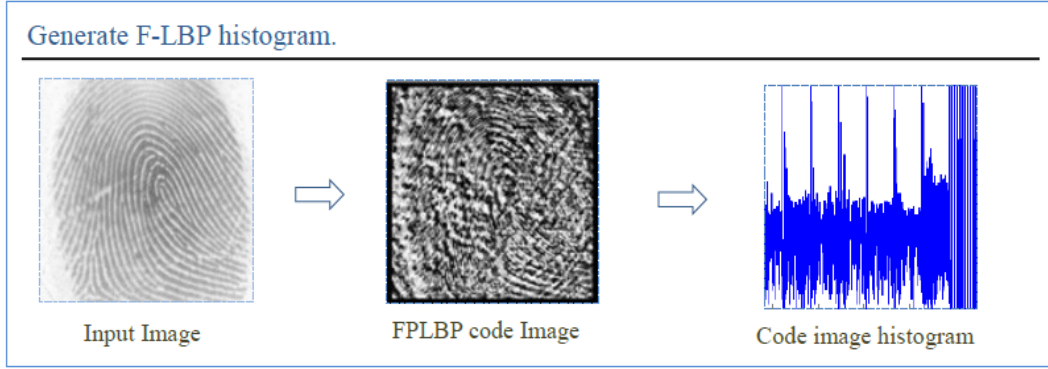 Generate F-LBP histogram.
Input Image
FPLBP code Image
Code image histogram